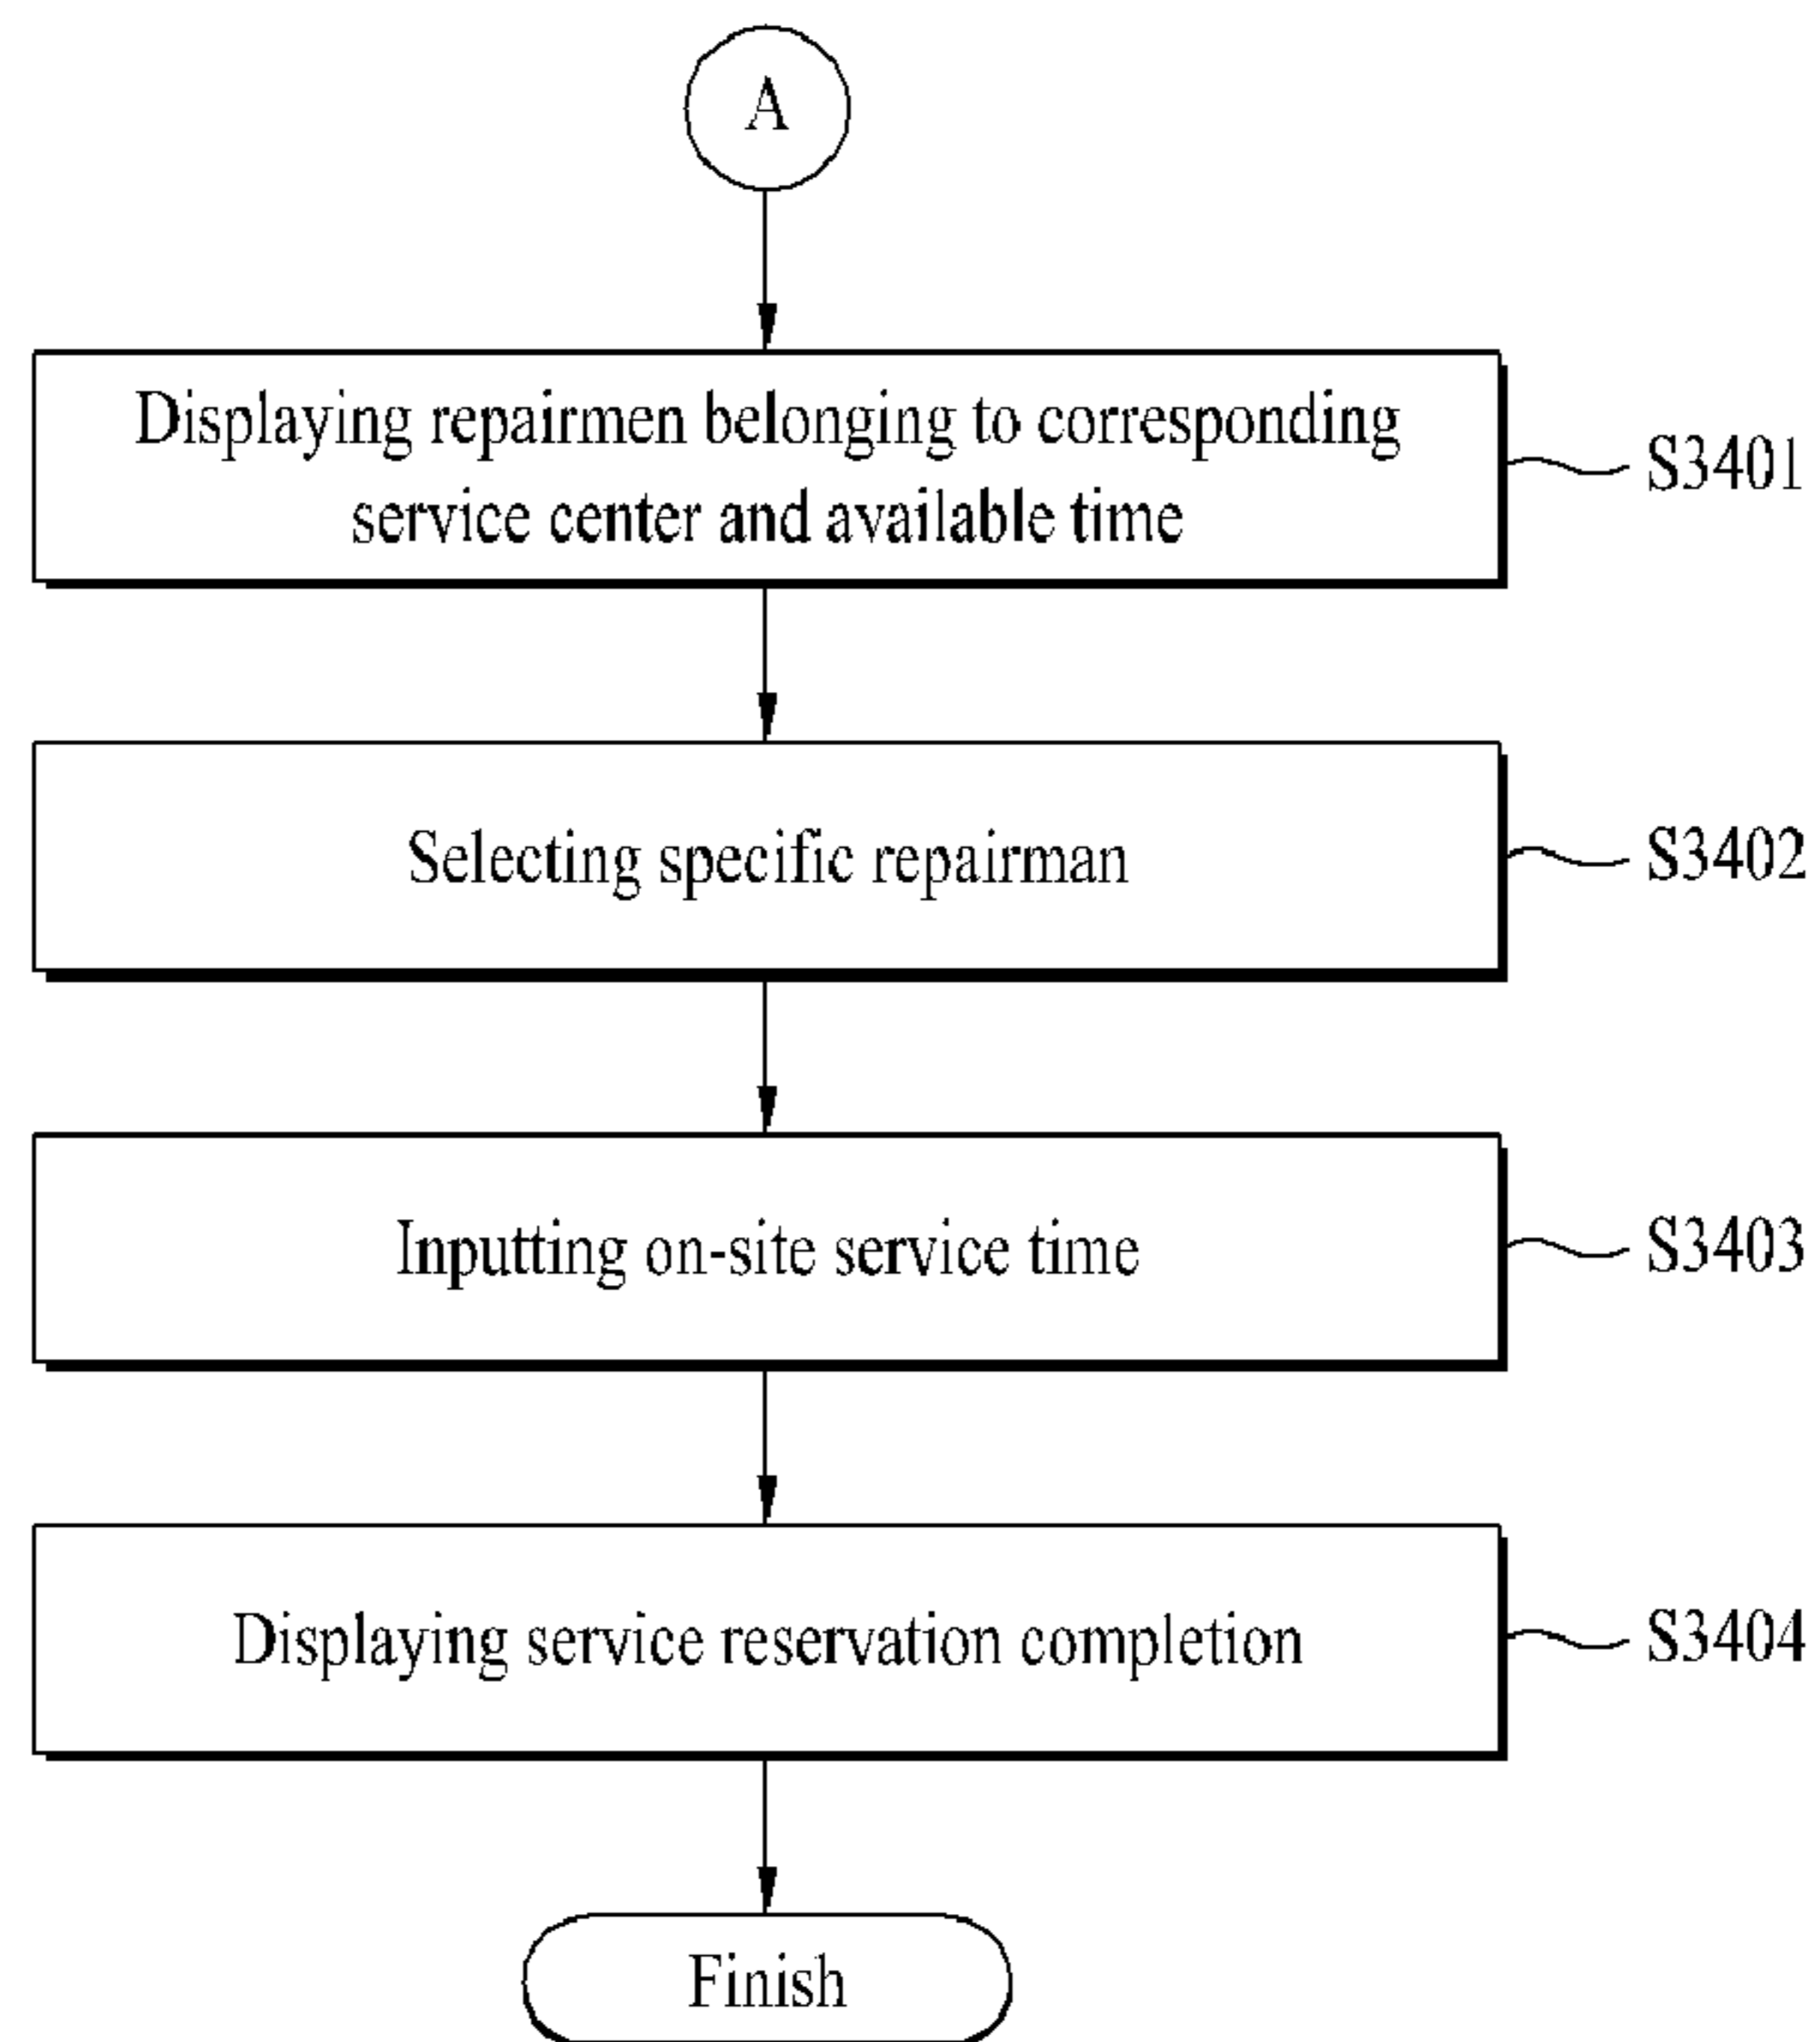 A
Displaying repairmen belonging to corresponding
service center and available time
S3401
Selecting specific repairman
S3402
Inputting on-site service time
S3403
Displaying service reservation completion
S3404
Finish